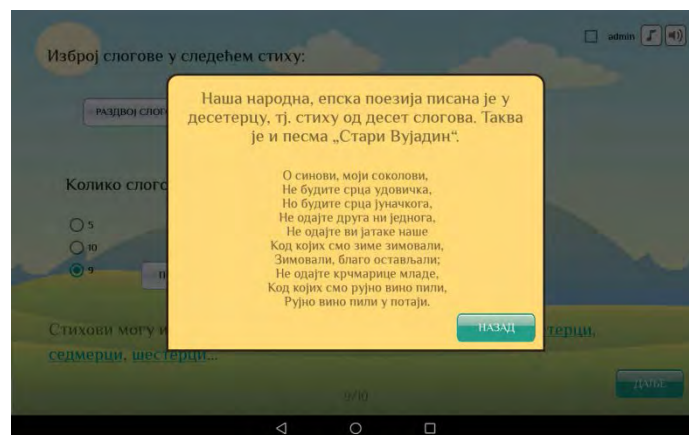 Изброј слогове у следећем стиху:
admin
РАЗДВОЈ
Наша народна, епска поезија писана је у
десетерцу, тј. стиху од десет слогова. Таква
је и песма „Стари Вујадин“.
О синови, моји соколови,
Не будите срца удовичка,
Но будите срца јуначкога,
Не одајте друга ни једнога,
Не одајте ви јатаке наше
Код којих смо зиме зимовали,
Зимовали, благо остављали;
Не одајте крчмарице младе,
Код којих смо рујно вино пили,
Рујно вино пили у потаји.
НАЗАД
Колико
5
10
9
Стихови могу
седмерци, шестерци...
ДАЉЕ
9/10